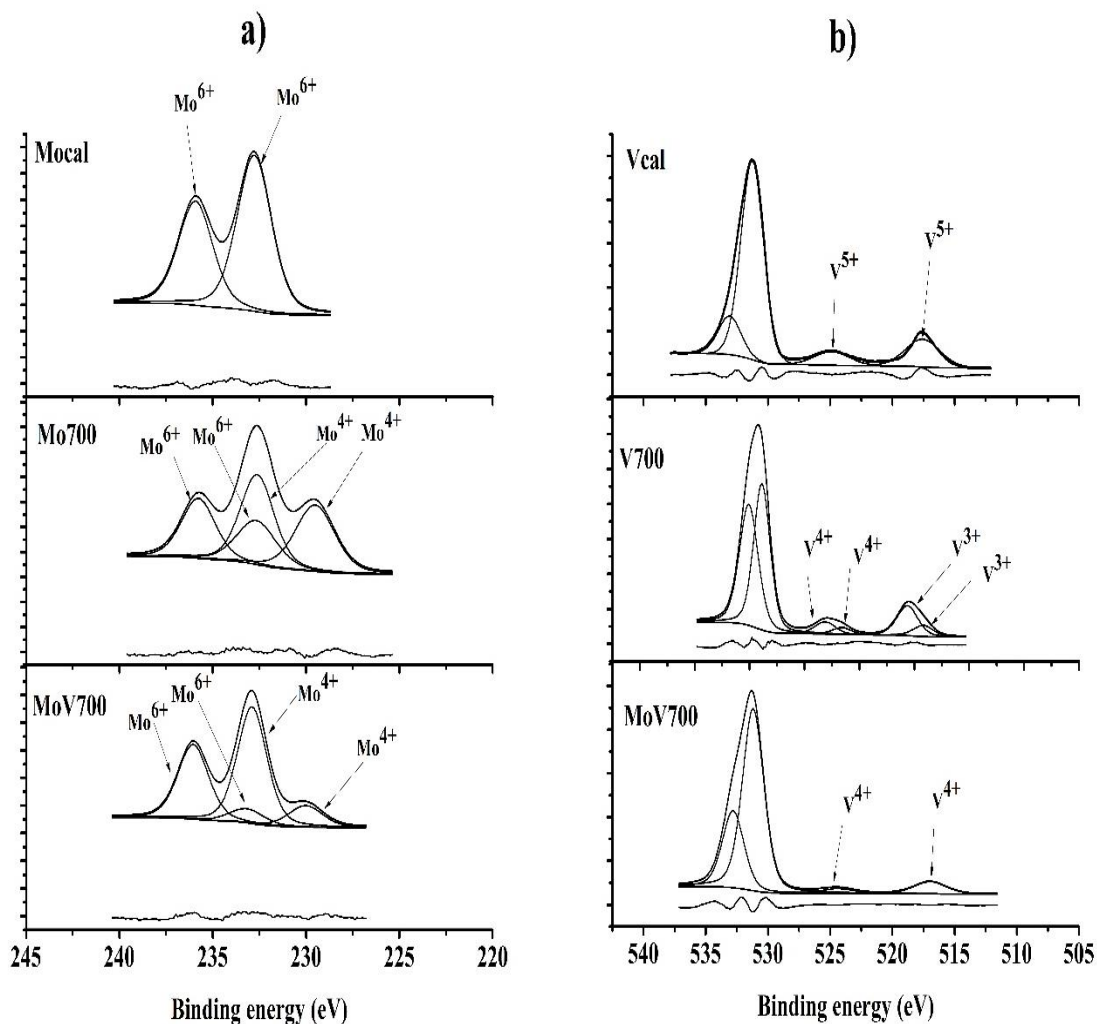 a)
Mo6+
Mo6+
Mocal
Mo700
Mo6+
Mo6+
Mo4+
Mo4+
MoV700
Mo6+
Mo6+
Mo4+
Mo4+
245
240
235
230
225
220
Binding energy (eV)
b)
Vcal
V5+
V5+
V700
V4+
V4+
V3+
V3+
MoV700
V4+
V4+
540
535
530
525
520
515
510
505
Binding energy (eV)